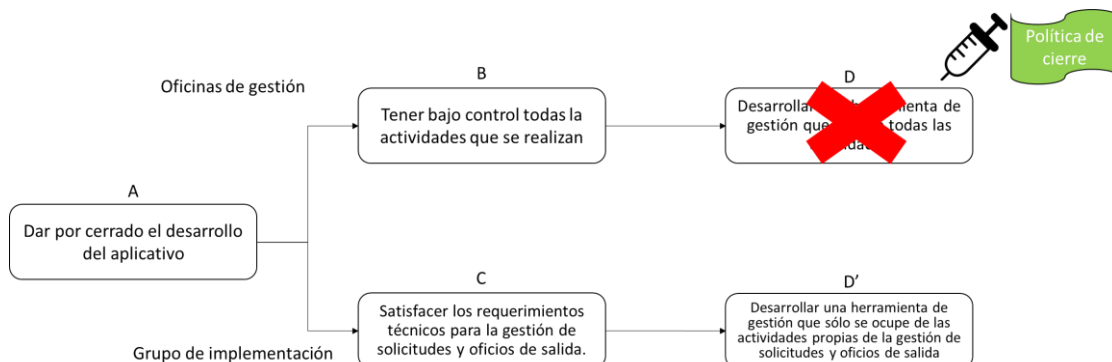 Política de
cierre
B
D
Oficinas de gestión
Tener bajo control todas la
actividades que se realizan
Desarrollar mienta de
gestión que todas las
A
Dar por cerrado el desarrollo
del aplicativo
C
D'
Satisfacer los requerimientos
técnicos para la gestión de
solicitudes y oficios de salida.
Desarrollar una herramienta de
gestión que sólo se ocupe de las
actividades propias de la gestión de
solicitudes y oficios de salida
Grupo de implementación